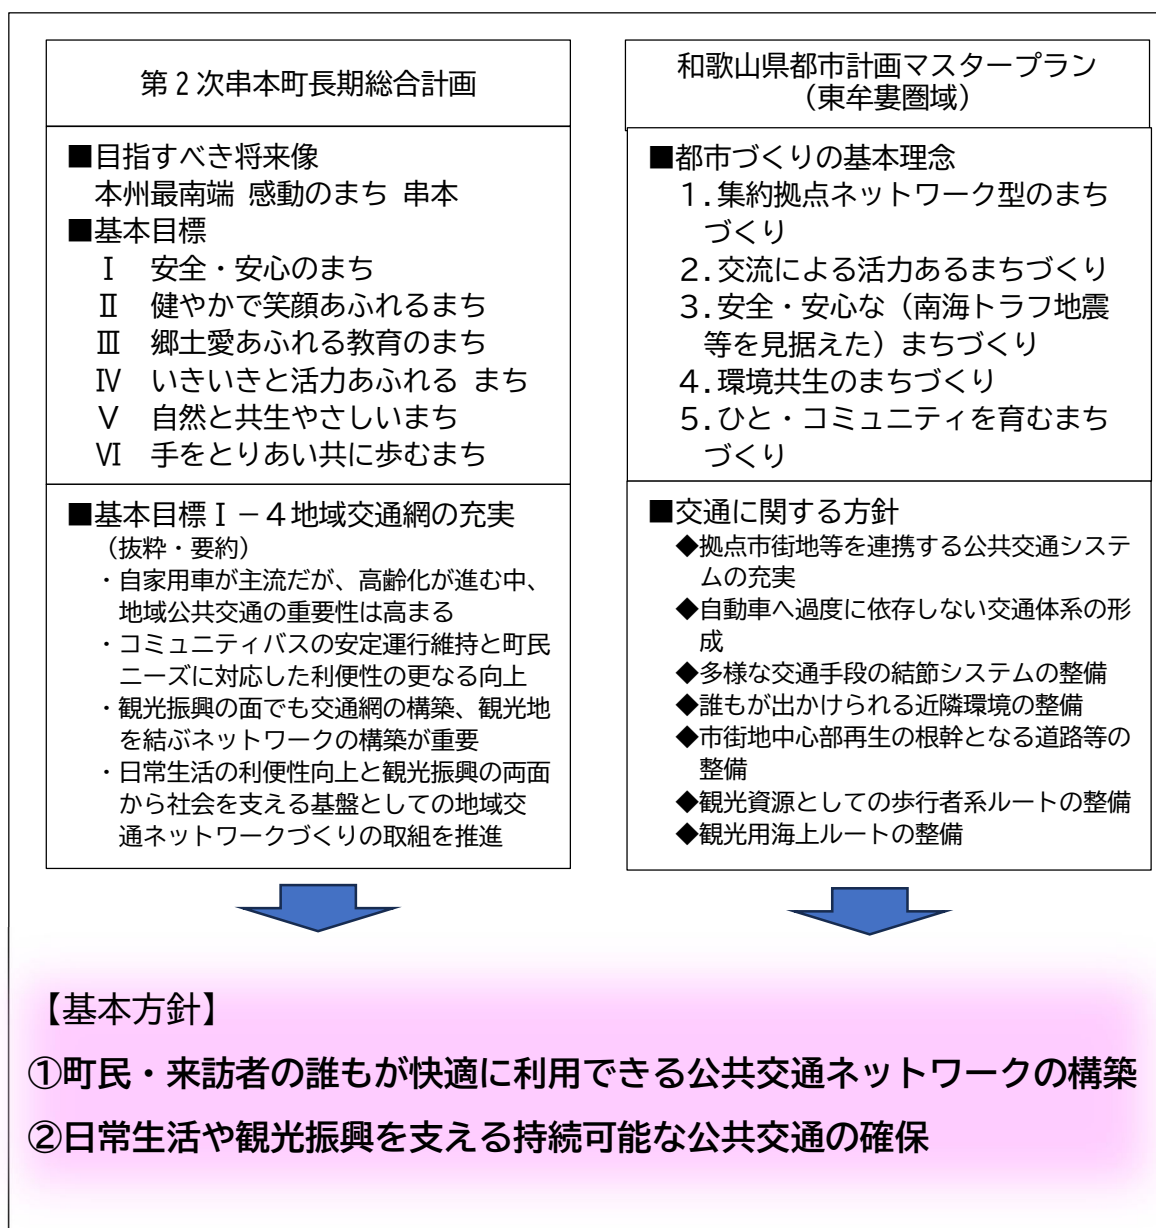 第2次串本町長期総合計画
■目指すべき将来像
本州最南端 感動のまち 串本
■基本目標
Ⅰ 安全・安心のまち
Ⅱ 健やかで笑顔あふれるまち
Ⅲ 郷土愛あふれる教育のまち
Ⅳ いきいきと活力あふれる まち
Ⅴ 自然と共生やさしいまち
Ⅵ 手をとりあい共に歩むまち
■基本目標Ⅰ－４地域交通網の充実
（抜粋・要約）
・自家用車が主流だが、高齢化が進む中、
地域公共交通の重要性は高まる
・コミュニティバスの安定運行維持と町民
ニーズに対応した利便性の更なる向上
・観光振興の面でも交通網の構築、観光地
を結ぶネットワークの構築が重要
・日常生活の利便性向上と観光振興の両面
から社会を支える基盤としての地域交
通ネットワークづくりの取組を推進
和歌山県都市計画マスタープラン
（東牟婁圏域）
■都市づくりの基本理念
１.集約拠点ネットワーク型のまち
づくり
２.交流による活力あるまちづくり
３.安全・安心な（南海トラフ地震
等を見据えた）まちづくり
４.環境共生のまちづくり
５.ひと・コミュニティを育むまち
づくり
■交通に関する方針
◆拠点市街地等を連携する公共交通システ
ムの充実
◆自動車へ過度に依存しない交通体系の形
成
◆多様な交通手段の結節システムの整備
◆誰もが出かけられる近隣環境の整備
◆市街地中心部再生の根幹となる道路等の
整備
◆観光資源としての歩行者系ルートの整備
◆観光用海上ルートの整備
【基本方針】
①町民・来訪者の誰もが快適に利用できる公共交通ネットワークの構築
②日常生活や観光振興を支える持続可能な公共交通の確保